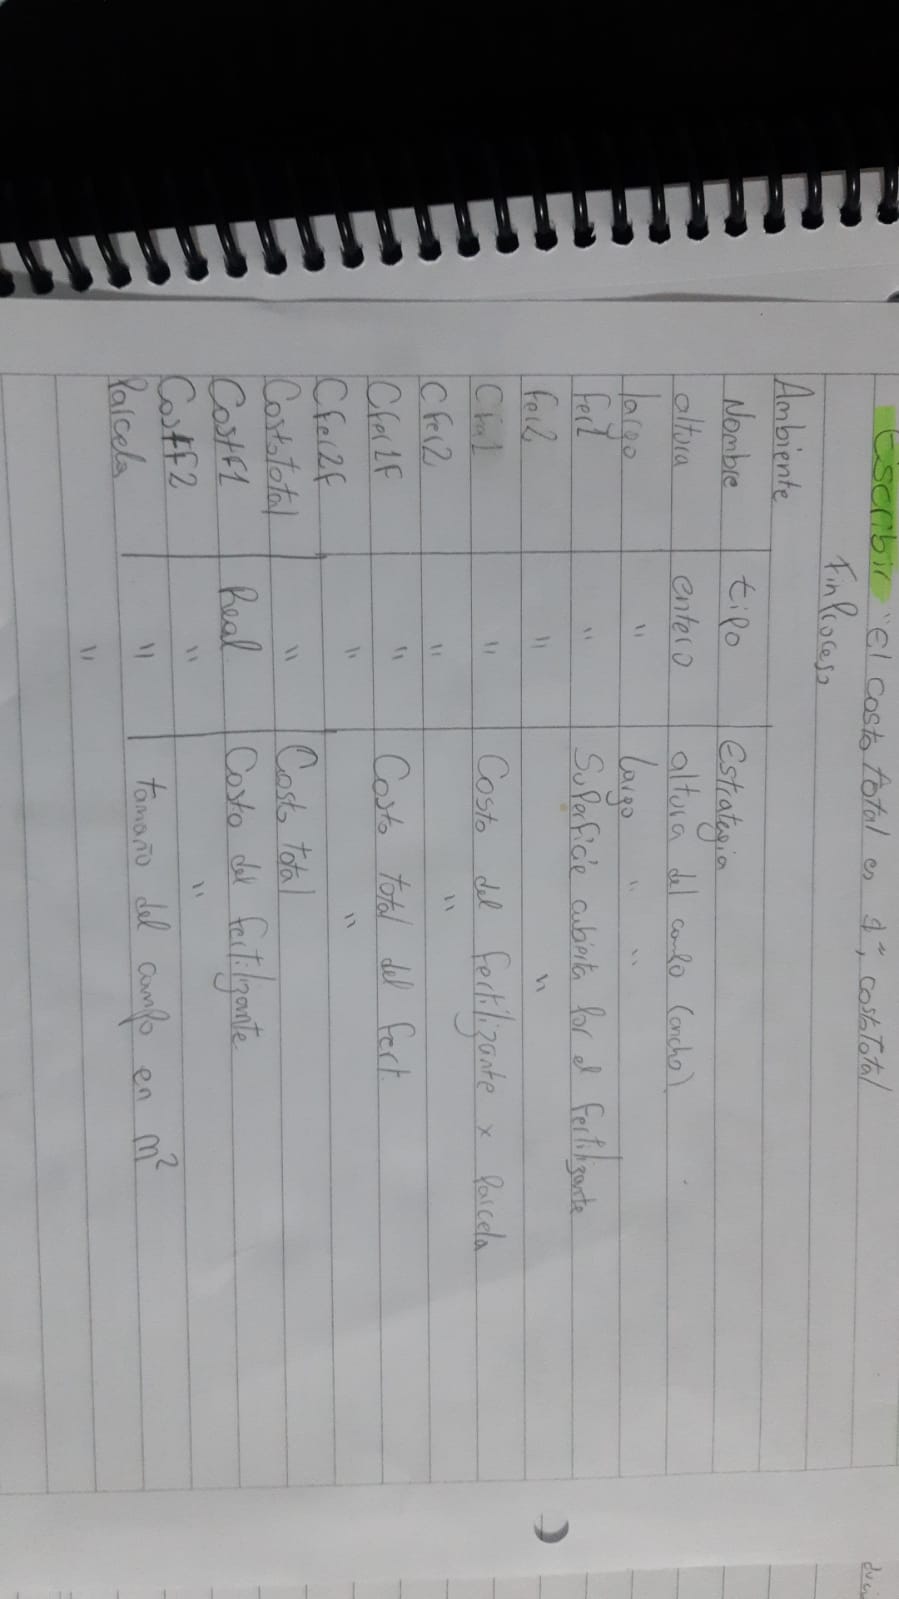 Escribir "El costo total es $", costoTotal
FinProceso
Ambiente
Nombre tipo Estrategia
altura entero altura del campo (ancho)
largo " largo " "
fer1 " Superficie cubierta por el fertilizante
fer2 " "
Cfer1 " Costo del fertilizante x parcela
Cfer2 " "
Cfer1F " Costo total del fert.
Cfer2F " "
Costototal " Costo total
CostF1 Real Costo del fertilizante.
CostF2 " "
Parcela " tamaño del campo en m²
"